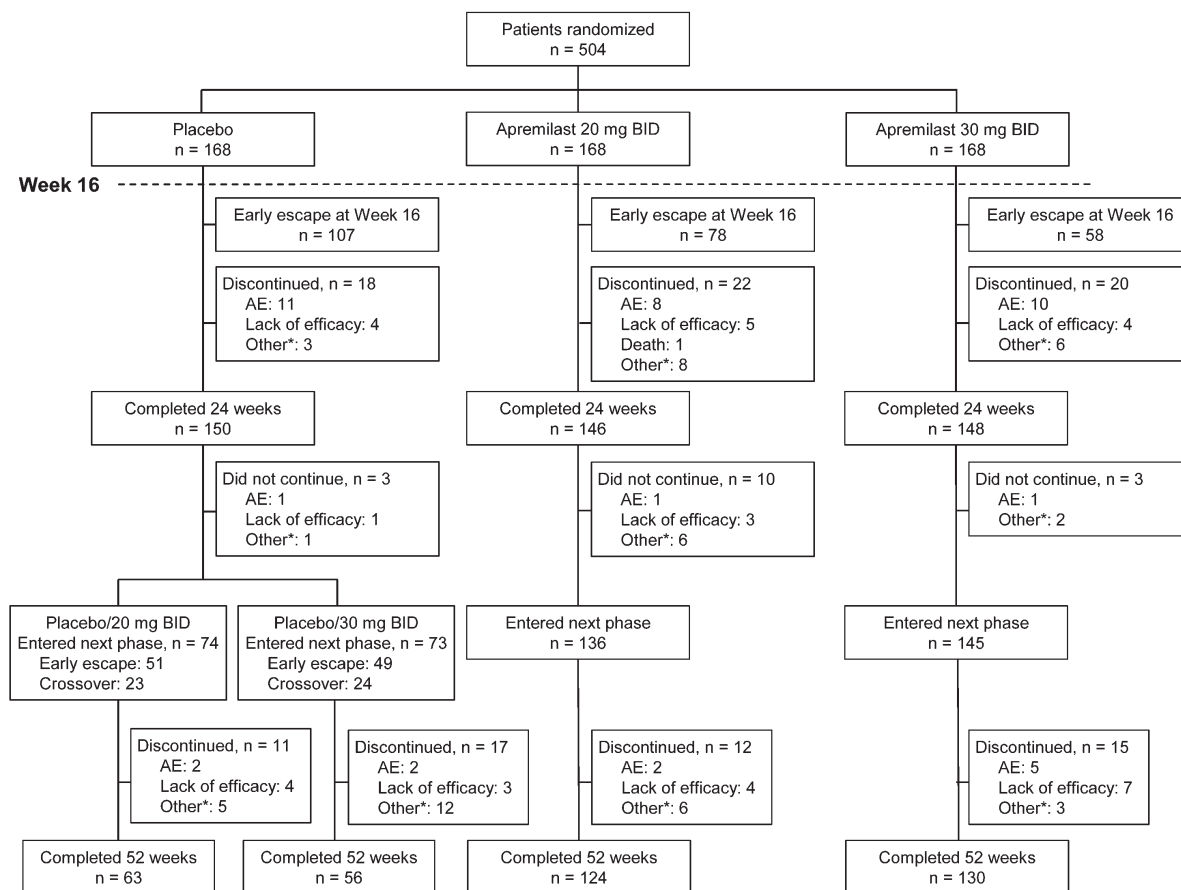 Patients randomized
n = 504
Placebo
n = 168
Apremilast 20 mg BID
n = 168
Apremilast 30 mg BID
n = 168
Week 16
Early escape at Week 16
n = 107
Early escape at Week 16
n = 78
Early escape at Week 16
n = 58
Discontinued, n = 18
AE: 11
Lack of efficacy: 4
Other*: 3
Discontinued, n = 22
AE: 8
Lack of efficacy: 5
Death: 1
Other*: 8
Discontinued, n = 20
AE: 10
Lack of efficacy: 4
Other*: 6
Completed 24 weeks
n = 150
Completed 24 weeks
n = 146
Completed 24 weeks
n = 148
Did not continue, n = 3
AE: 1
Lack of efficacy: 1
Other*: 1
Did not continue, n = 10
AE: 1
Lack of efficacy: 3
Other*: 6
Did not continue, n = 3
AE: 1
Other*: 2
Placebo/20 mg BID
Entered next phase, n = 74
Early escape: 51
Crossover: 23
Placebo/30 mg BID
Entered next phase, n = 73
Early escape: 49
Crossover: 24
Entered next phase
n = 136
Entered next phase
n = 145
Discontinued, n = 11
AE: 2
Lack of efficacy: 4
Other*: 5
Discontinued, n = 17
AE: 2
Lack of efficacy: 3
Other*: 12
Discontinued, n = 12
AE: 2
Lack of efficacy: 4
Other*: 6
Discontinued, n = 15
AE: 5
Lack of efficacy: 7
Other*: 3
Completed 52 weeks
n = 63
Completed 52 weeks
n = 56
Completed 52 weeks
n = 124
Completed 52 weeks
n = 130